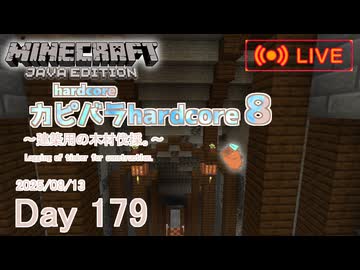 MINECRAFT
JAVA EDITION
LIVE
hardcore
カピバラhardcore 8
～建築用の木材伐採。～
Logging of timber for construction.
2025/09/13
Day 179